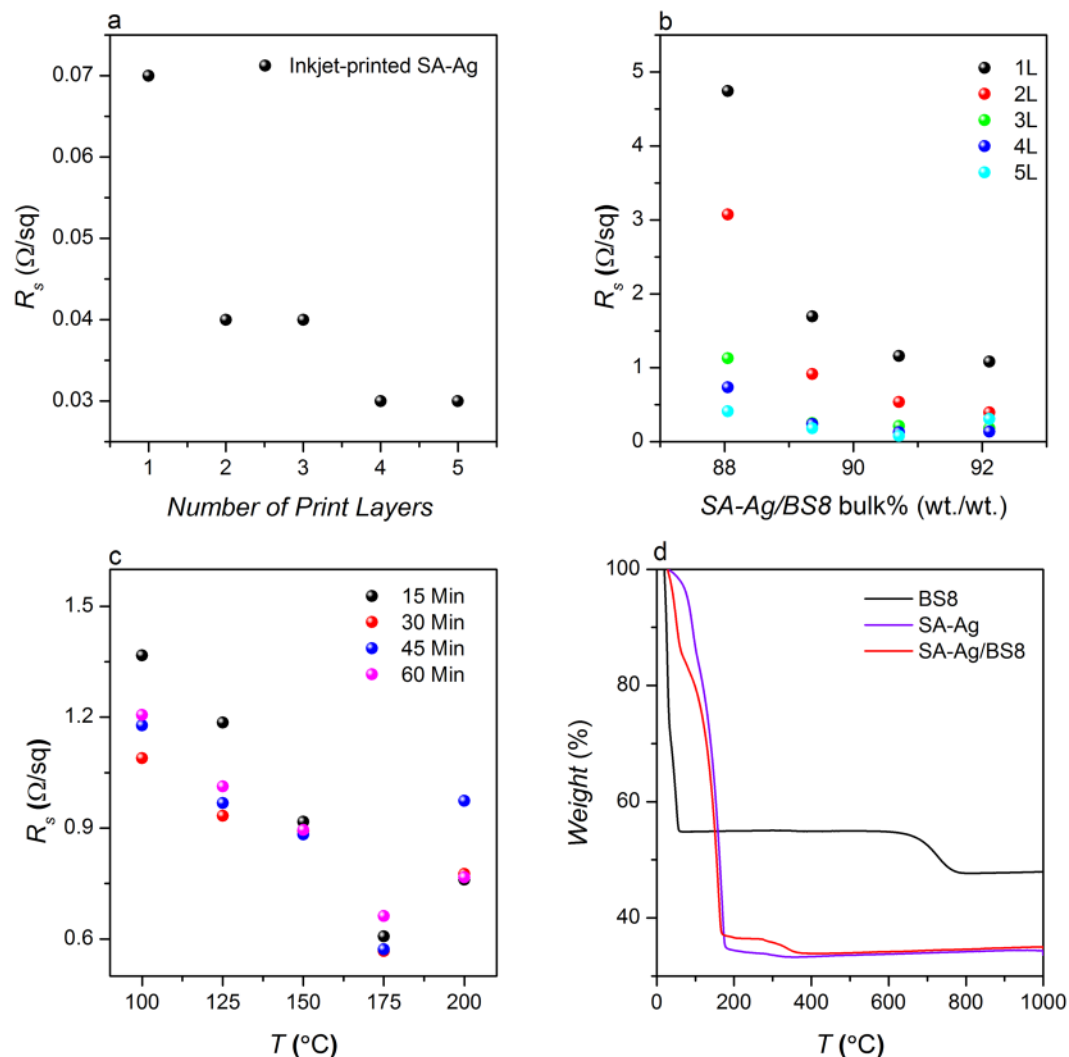 a
Inkjet-printed SA-Ag
0.07
0.06
0.05
0.04
0.03
R_s (Ω/sq)
1 2 3 4 5
Number of Print Layers
b
1L
2L
3L
4L
5L
5
4
3
2
1
0
R_s (Ω/sq)
88 90 92
SA-Ag/BS8 bulk% (wt./wt.)
c
15 Min
30 Min
45 Min
60 Min
1.5
1.2
0.9
0.6
R_s (Ω/sq)
100 125 150 175 200
T (°C)
d
BS8
SA-Ag
SA-Ag/BS8
100
80
60
40
Weight (%)
0 200 400 600 800 1000
T (°C)